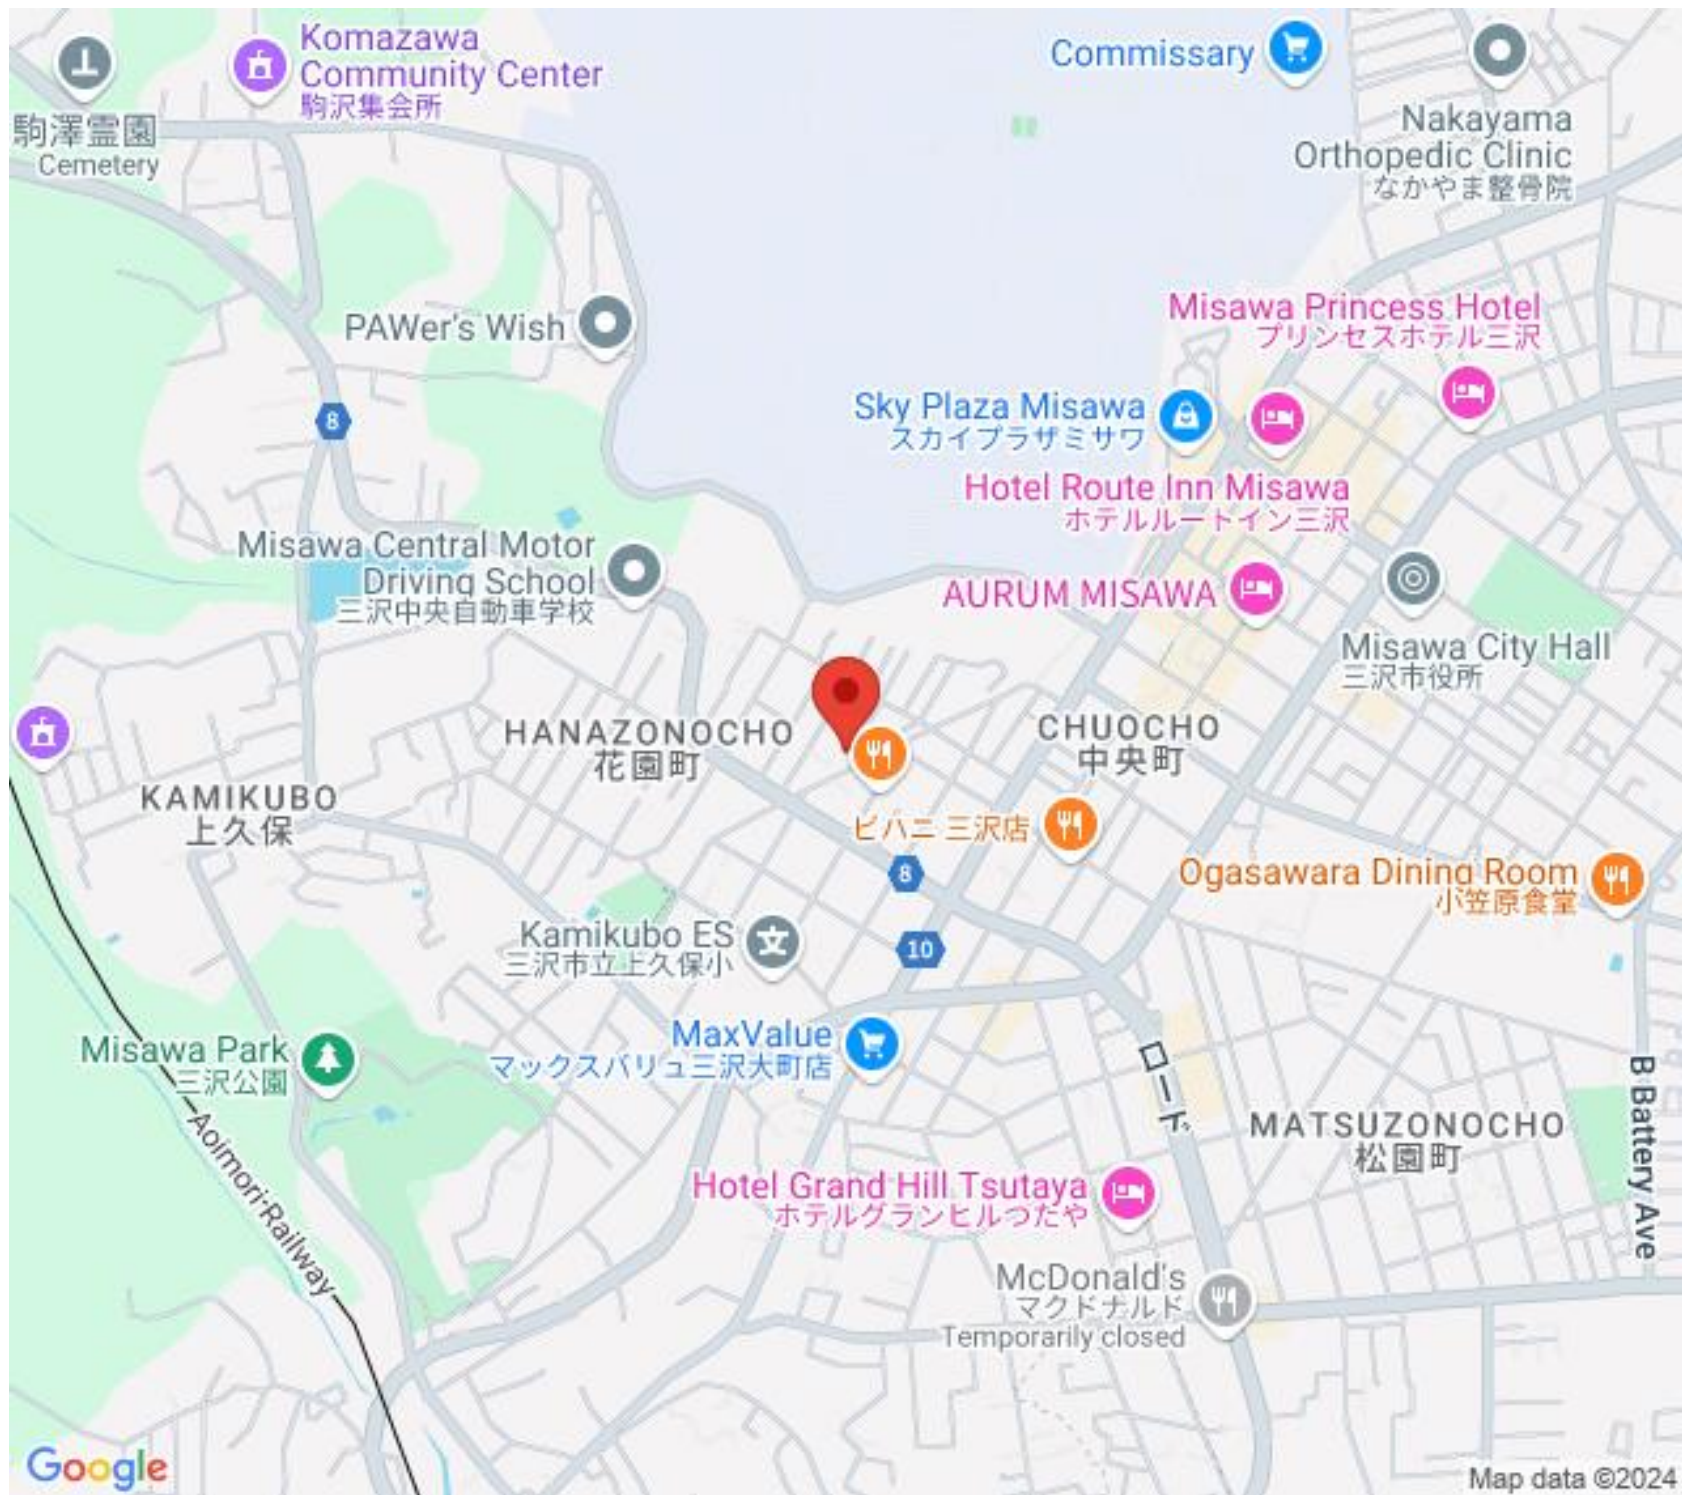 Komazawa
Community Center
駒沢集会所
駒澤霊園
Cemetery
Commissary
Nakayama
Orthopedic Clinic
なかやま整骨院
PAWer's Wish
Misawa Princess Hotel
プリンセスホテル三沢
8
Sky Plaza Misawa
スカイプラザミサワ
Hotel Route Inn Misawa
ホテルルートイン三沢
Misawa Central Motor
Driving School
三沢中央自動車学校
AURUM MISAWA
Misawa City Hall
三沢市役所
HANAZONOCHO
花園町
CHUOCHO
中央町
KAMIKUBO
上久保
ビハニ 三沢店
8
Ogasawara Dining Room
小笠原食堂
Kamikubo ES
三沢市立上久保小
文
10
MaxValue
マックスバリュ三沢大町店
Misawa Park
三沢公園
ロード
B Battery Ave
Aoimori-Railway
MATSUZONOCHO
松園町
Hotel Grand Hill Tsutaya
ホテルグランヒルつたや
McDonald's
マクドナルド
Temporarily closed
Google
Map data ©2024